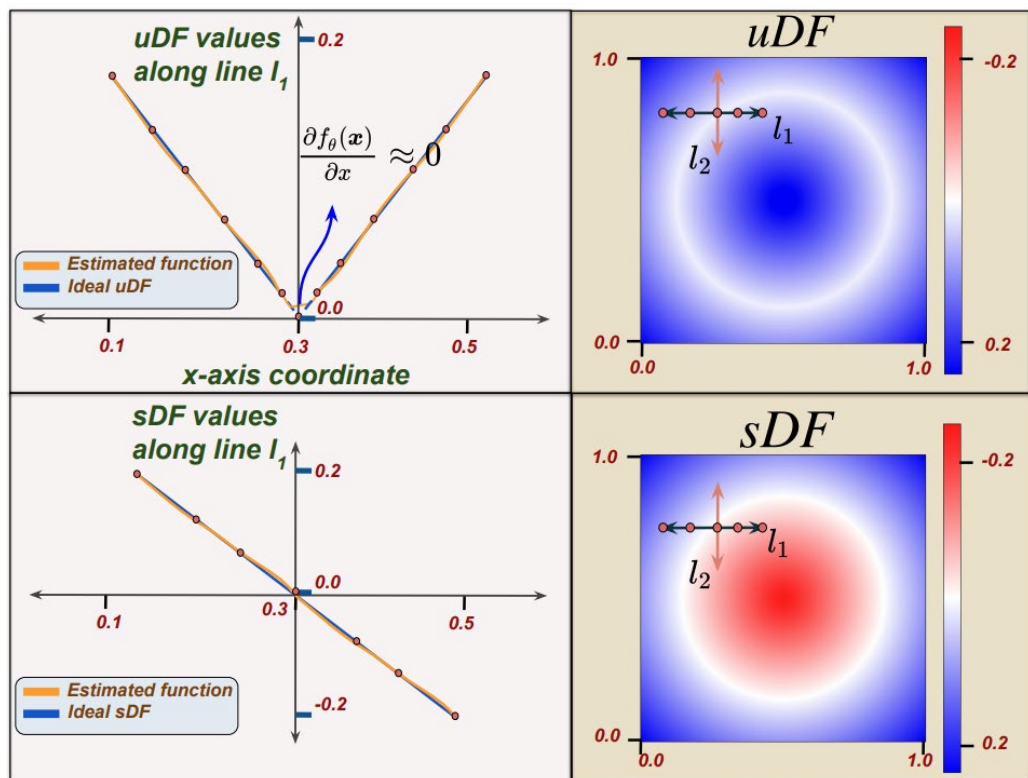 uDF values
along line l₁
0.2
∂f_θ(x)/∂x ≈ 0
Estimated function
Ideal uDF
0.0
0.1
0.3
0.5
x-axis coordinate
uDF
1.0
l₁
l₂
0.0
0.0
1.0
-0.2
0.2
sDF values
along line l₁
0.2
0.0
0.1
0.3
0.5
-0.2
Estimated function
Ideal sDF
sDF
1.0
l₁
l₂
0.0
0.0
1.0
-0.2
0.2